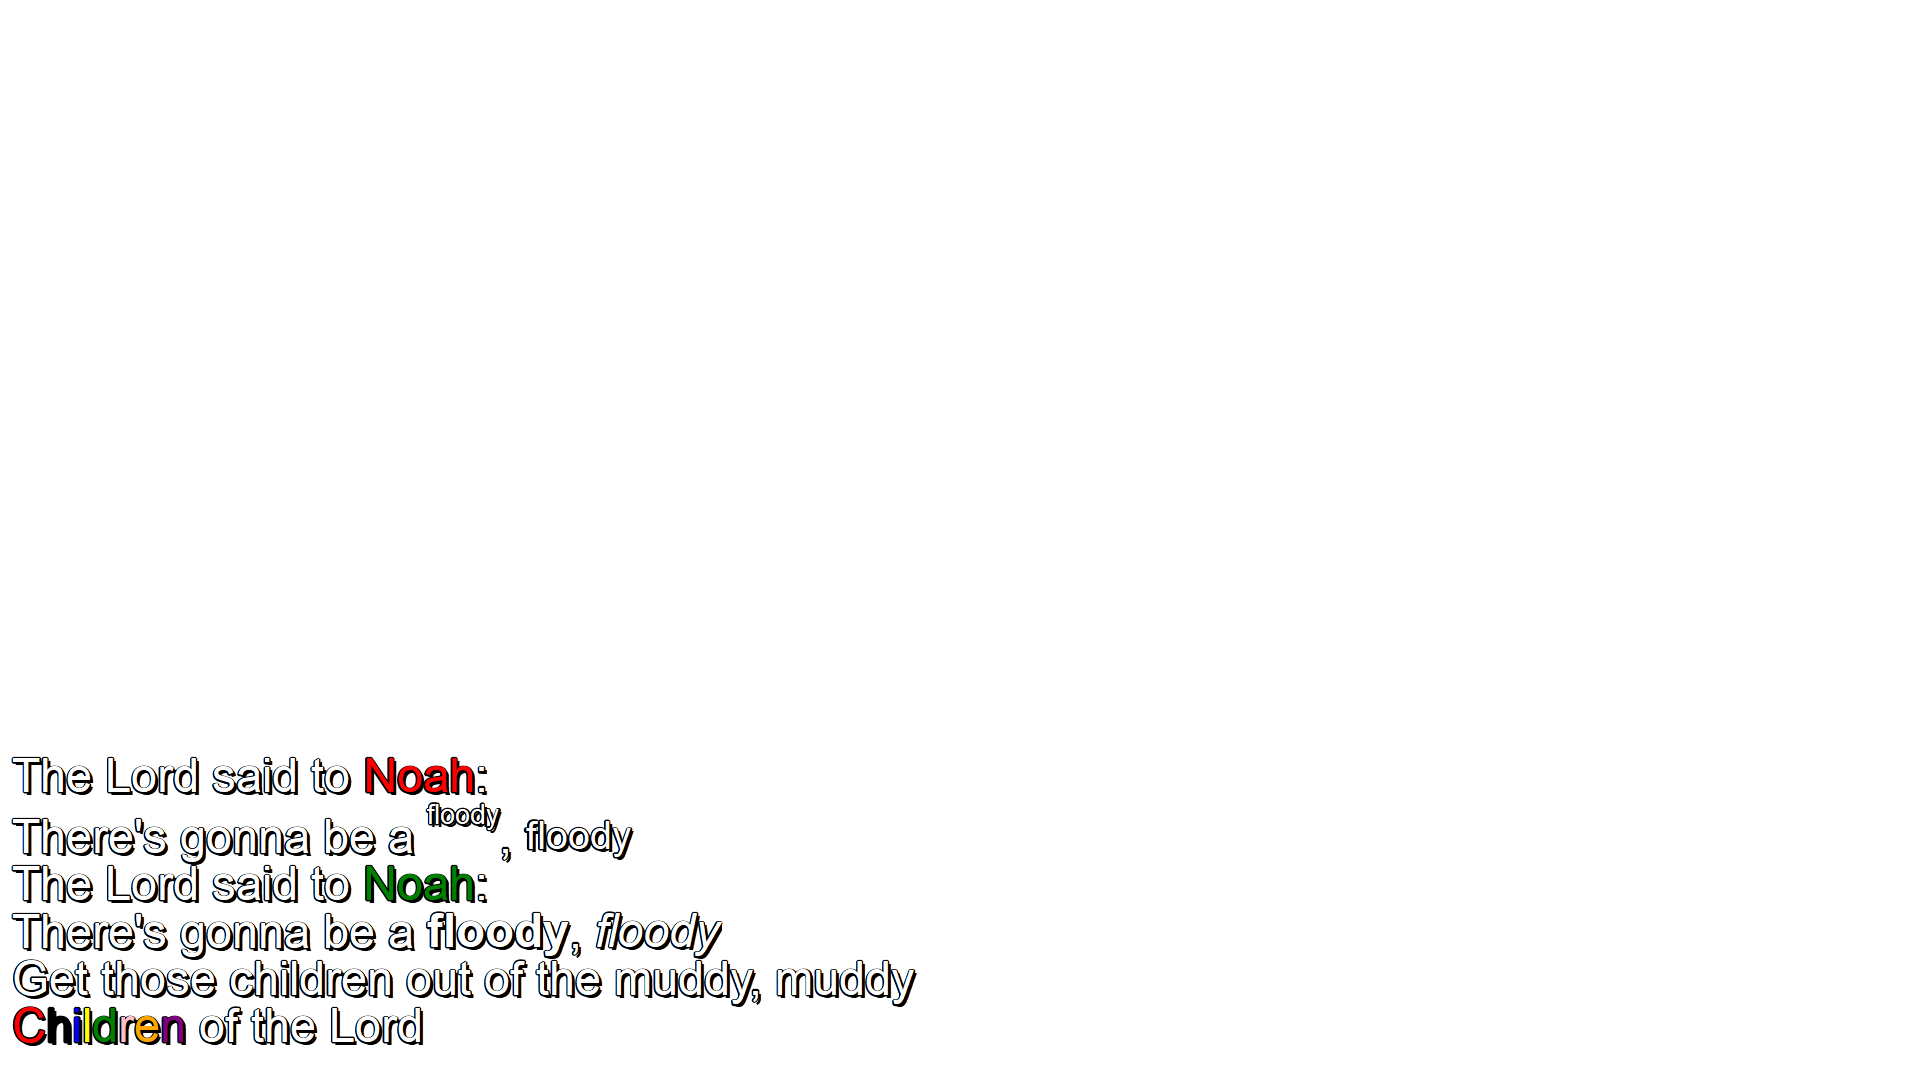 The Lord said to Noah:
There's gonna be a floody, floody
The Lord said to Noah:
There's gonna be a floody, floody
Get those children out of the muddy, muddy
Children of the Lord